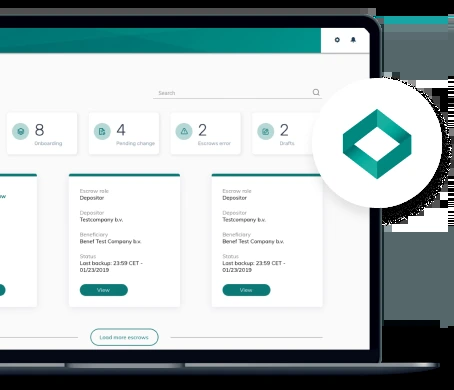 Search
8
Onboarding
4
Pending change
2
Escrows error
2
Drafts
Escrow role
Depositor
Depositor
Testcompany b.v.
Beneficiary
Benef Test Company b.v.
Status
Last backup: 23:59 CET -
01/23/2019
View
Escrow role
Depositor
Depositor
Testcompany b.v.
Beneficiary
Benef Test Company b.v.
Status
Last backup: 23:59 CET -
01/23/2019
View
Load more escrows